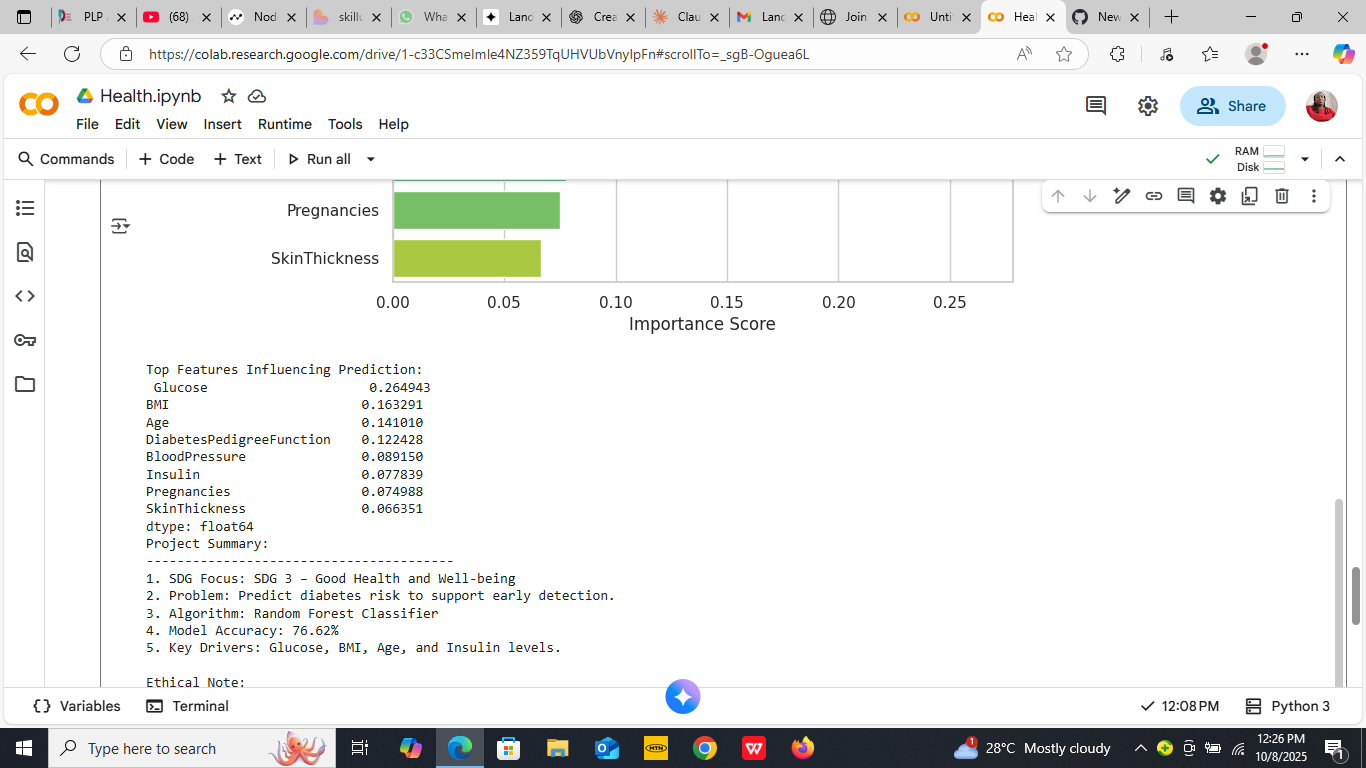 PLP
(68)
Nod
skillu
Wha
Land
Crea
Clau
Land
Join
Unti
Heal
New
https://colab.research.google.com/drive/1-c33CSmeImIe4NZ359TqUHVUbVnyIpFn#scrollTo=_sgB-Oguea6L
Health.ipynb
File Edit View Insert Runtime Tools Help
Share
Commands + Code + Text Run all
RAM
Disk
Pregnancies
SkinThickness
0.00 0.05 0.10 0.15 0.20 0.25
Importance Score
Top Features Influencing Prediction:
Glucose 0.264943
BMI 0.163291
Age 0.141010
DiabetesPedigreeFunction 0.122428
BloodPressure 0.089150
Insulin 0.077839
Pregnancies 0.074988
SkinThickness 0.066351
dtype: float64
Project Summary:
----------------------------------------
1. SDG Focus: SDG 3 – Good Health and Well-being
2. Problem: Predict diabetes risk to support early detection.
3. Algorithm: Random Forest Classifier
4. Model Accuracy: 76.62%
5. Key Drivers: Glucose, BMI, Age, and Insulin levels.
Ethical Note:
{} Variables Terminal
12:08 PM Python 3
Type here to search
MTN
W
1
28°C Mostly cloudy
12:26 PM
10/8/2025
1